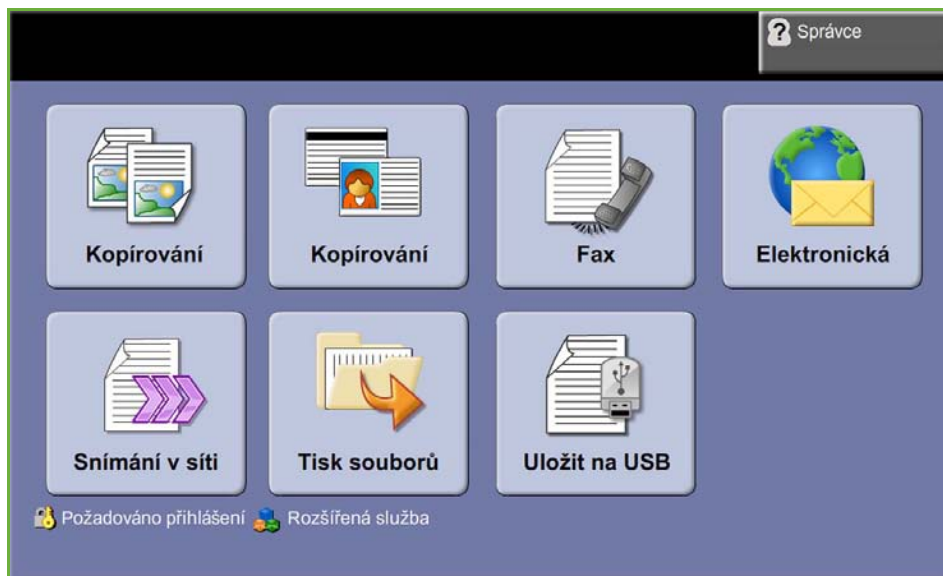 Správce
Kopírování
Kopírování
Fax
Elektronická
Snímání v síti
Tisk souborů
Uložit na USB
Požadováno přihlášení
Rozšířená služba